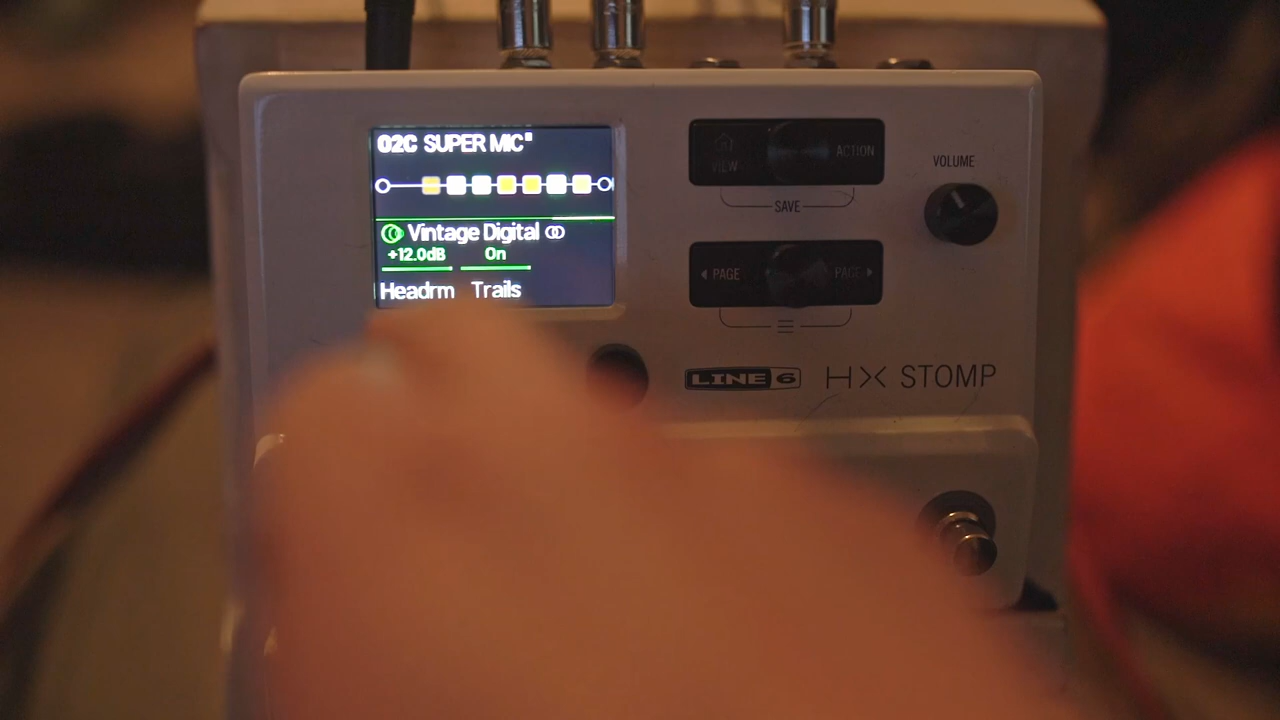 02C SUPER MIC
Vintage Digital
+12.0dB On
Headrm Trails
VIEW ACTION
SAVE
PAGE PAGE
VOLUME
LINE 6 HX STOMP